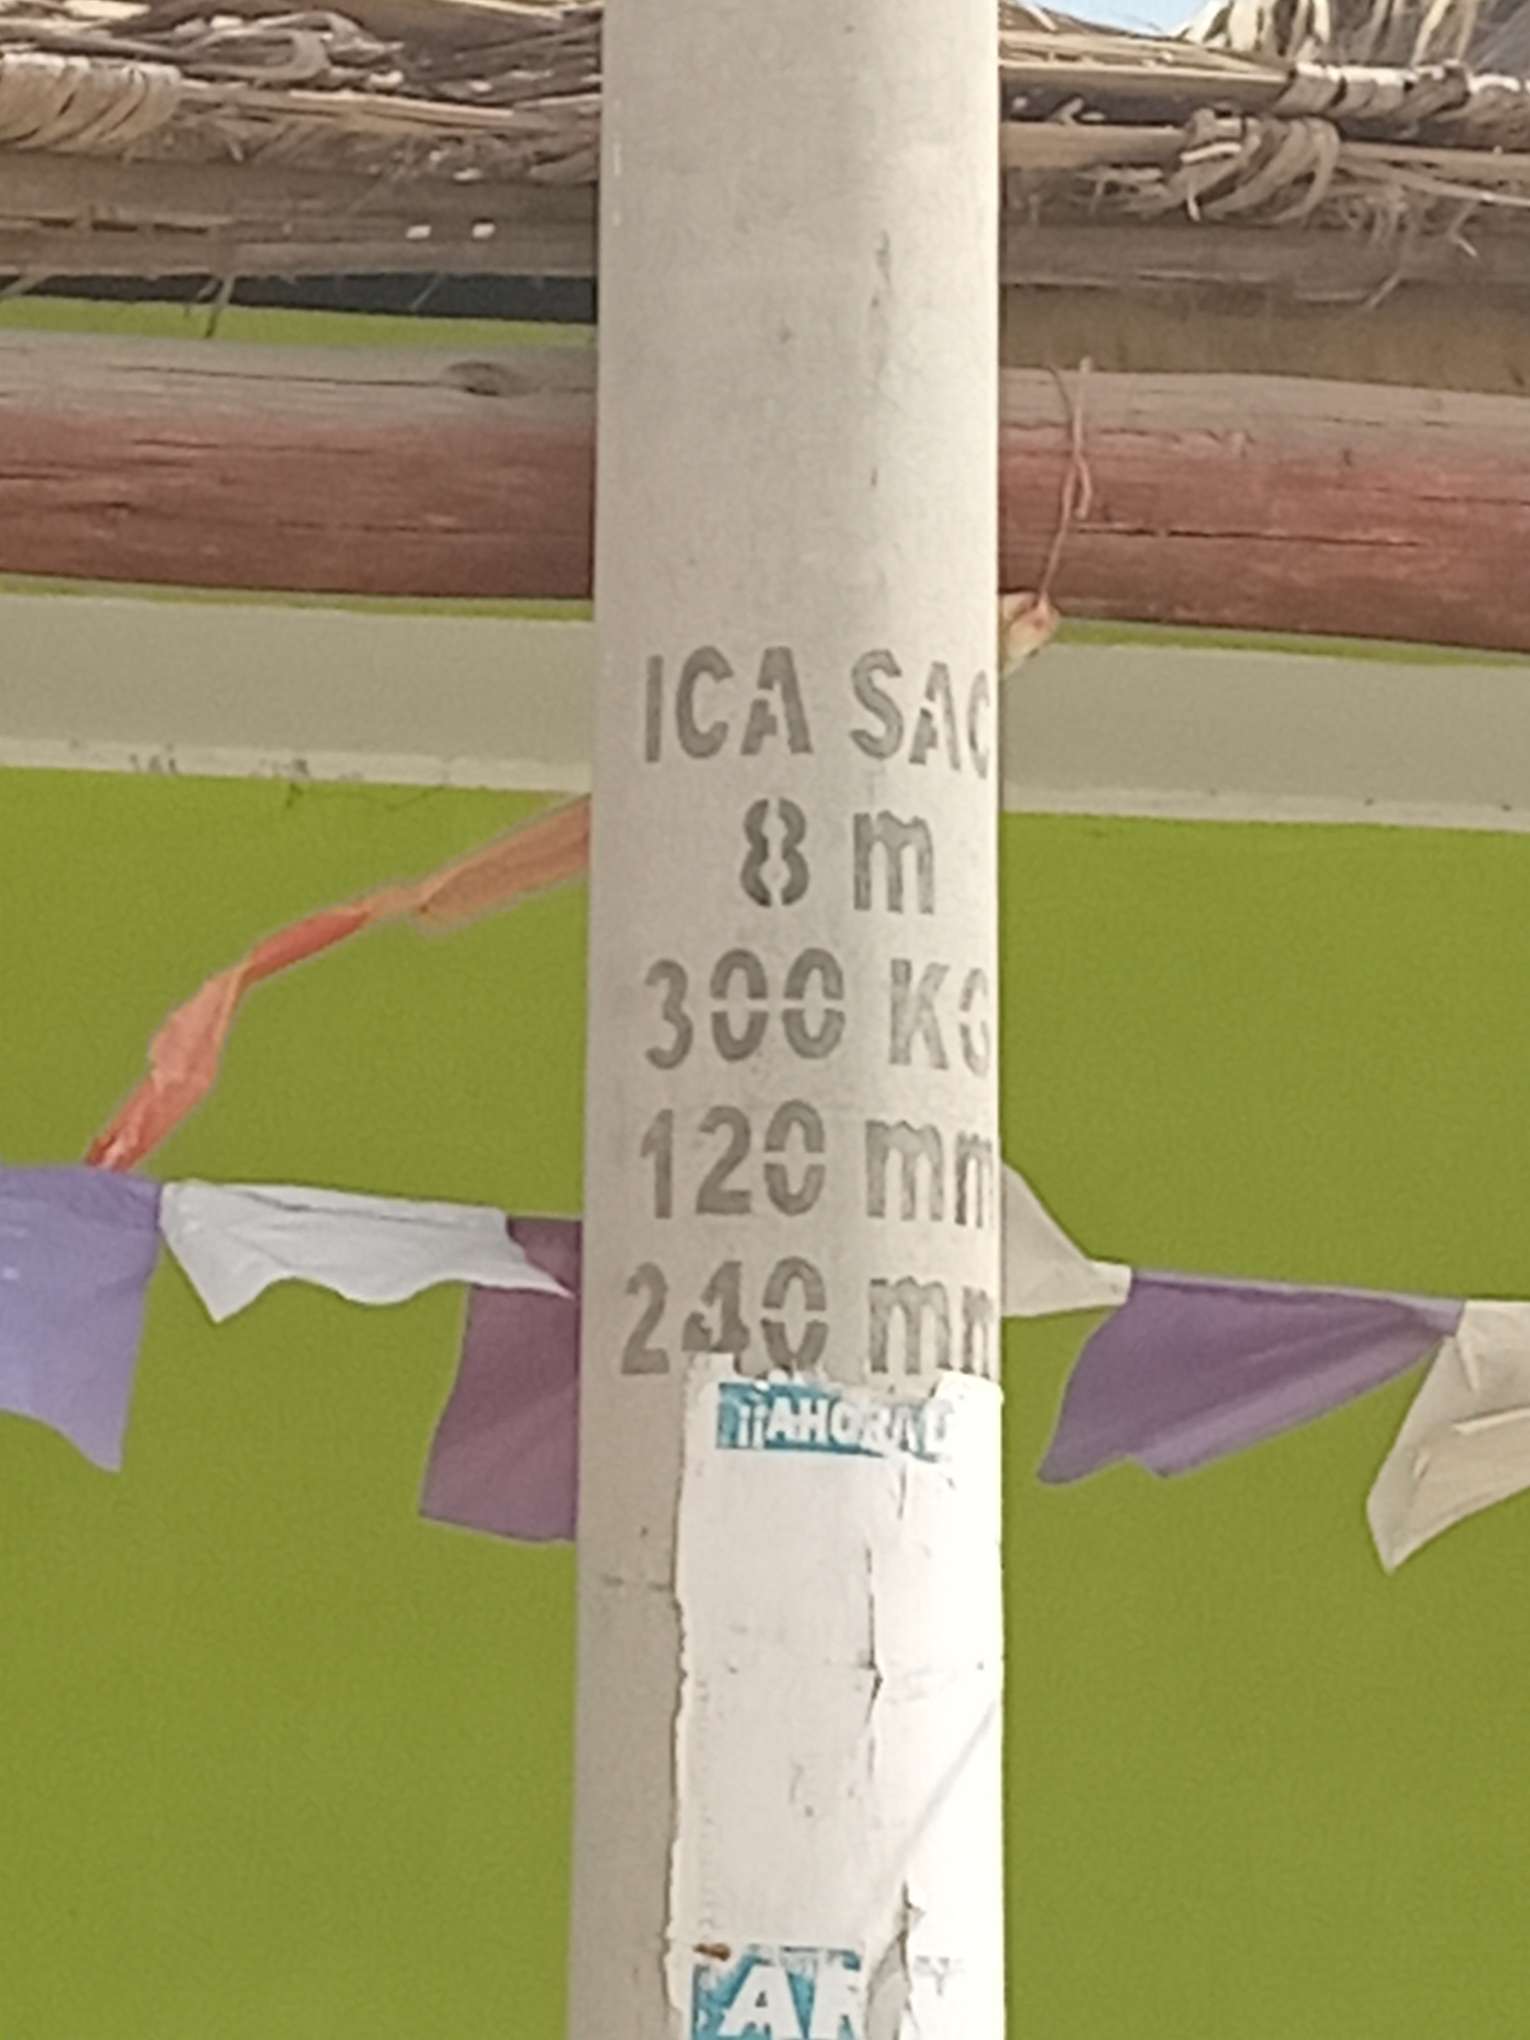 ICA SAC
8 m
300 KG
120 mm
240 mm
¡¡AHORA